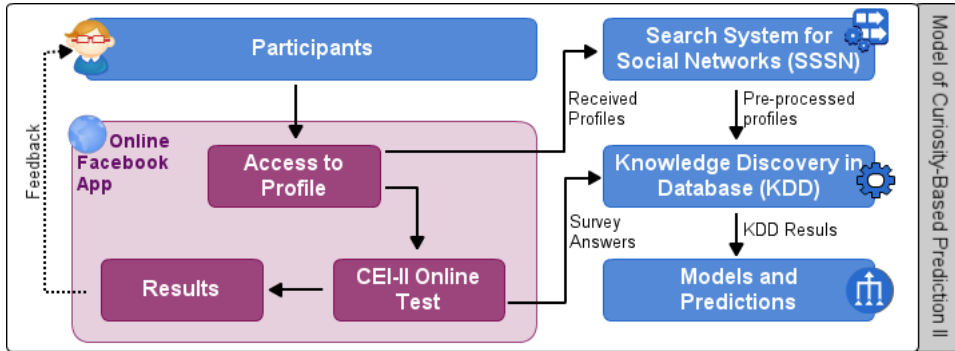 Participants
Search System for
Social Networks (SSSN)
Received
Profiles
Pre-processed
profiles
Online
Facebook
App
Access to
Profile
Knowledge Discovery in
Database (KDD)
Feedback
Survey
Answers
KDD Resuls
Results
CEI-II Online
Test
Models and
Predictions
Model of Curiosity-Based Prediction II